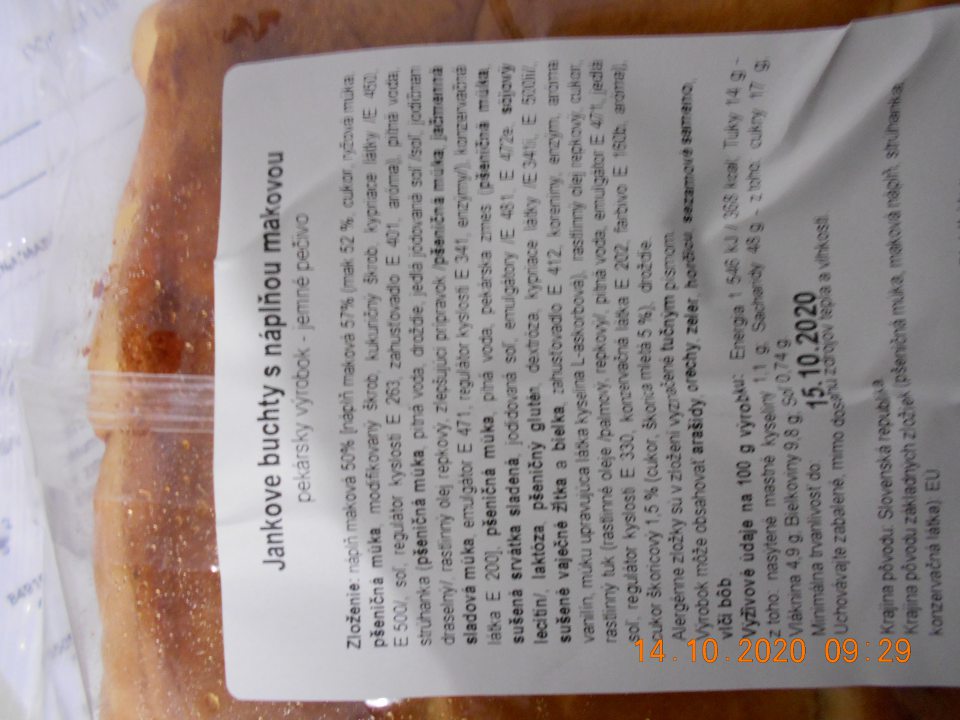 Jankove buchty s náplňou makovou
pekársky výrobok - jemné pečivo
Zloženie: náplň maková 50% [náplň maková 57% (mak 52 % cukor, ryžová múka,
pšeničná múka, modifikovaný škrob, kukuričný škrob, kypriace látky /E 450,
E 500/, soľ, regulátor kyslosti E 263, zahusťovadlo E 401, aróma), pitná voda,
strúhanka (pšeničná múka, pitná voda, droždie, jedlá jódovaná soľ /soľ, jodičnan
draselný/, rastlinný olej repkový, zlepšujúci prípravok /pšeničná múka, jačmenná
sladová múka, emulgátor E 471, regulátor kyslosti E 341, enzýmy/), konzervačná
látka E 200], pšeničná múka, pitná voda, pekárska zmes (pšeničná múka,
sušená srvátka sladená, jodidovaná soľ, emulgátory /E 481, E 472e, sójový
lecitín/, laktóza, pšeničný glutén, dextróza, kypriace látky /E 341ii, E 500ii/,
sušené vaječné žĺtka a bielka, zahusťovadlo E 412, koreniny, enzým, aróma
vanilín, múku upravujúca látka kyselina L-askorbová), rastlinný olej repkový, cukor,
rastlinný tuk (rastlinné oleje /palmový, repkový/, pitná voda, emulgátor E 471, jedlá
soľ, regulátor kyslosti E 330, konzervačná látka E 202, farbivo E 160b, aróma),
cukor škoricový 1,5 % (cukor, škorica mletá 5 %), droždie.
Alergénne zložky sú v zložení vyznačené tučným písmom.
Výrobok môže obsahovať arašidy, orechy, zeler, horčicu, sezamové semeno,
vlčí bôb
Výživové údaje na 100 g výrobku: Energia 1 546 kJ / 368 kcal, Tuky 14 g -
z toho: nasýtené mastné kyseliny 1,1 g, Sacharidy 48 g - z toho: cukry 17 g,
Vláknina 4,9 g, Bielkoviny 9,8 g, Soľ 0,74 g.
Minimálna trvanlivosť do: 15.10.2020
Uchovávajte zabalené, mimo dosahu zdrojov tepla a vlhkosti.
Krajina pôvodu: Slovenská republika
Krajina pôvodu základných zložiek (pšeničná múka, maková náplň, strúhanka,
konzervačná látka): EU
14.10.2020 09:29